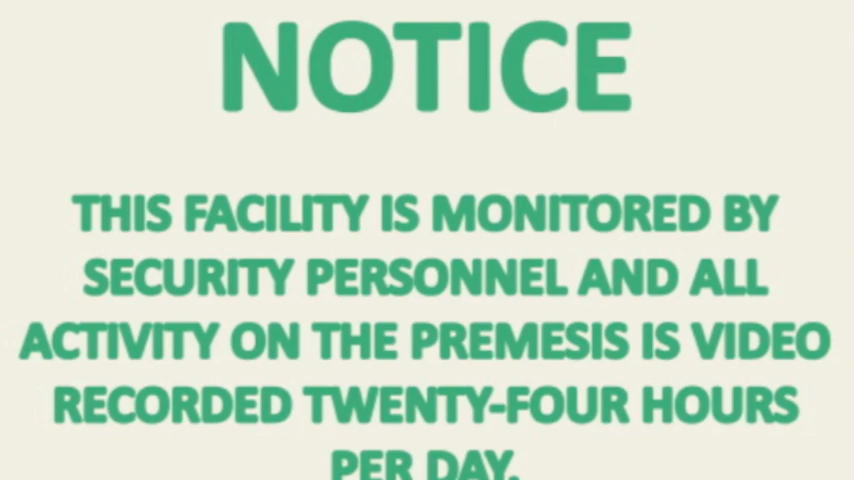 NOTICE
THIS FACILITY IS MONITORED BY
SECURITY PERSONNEL AND ALL
ACTIVITY ON THE PREMESIS IS VIDEO
RECORDED TWENTY-FOUR HOURS
PER DAY.